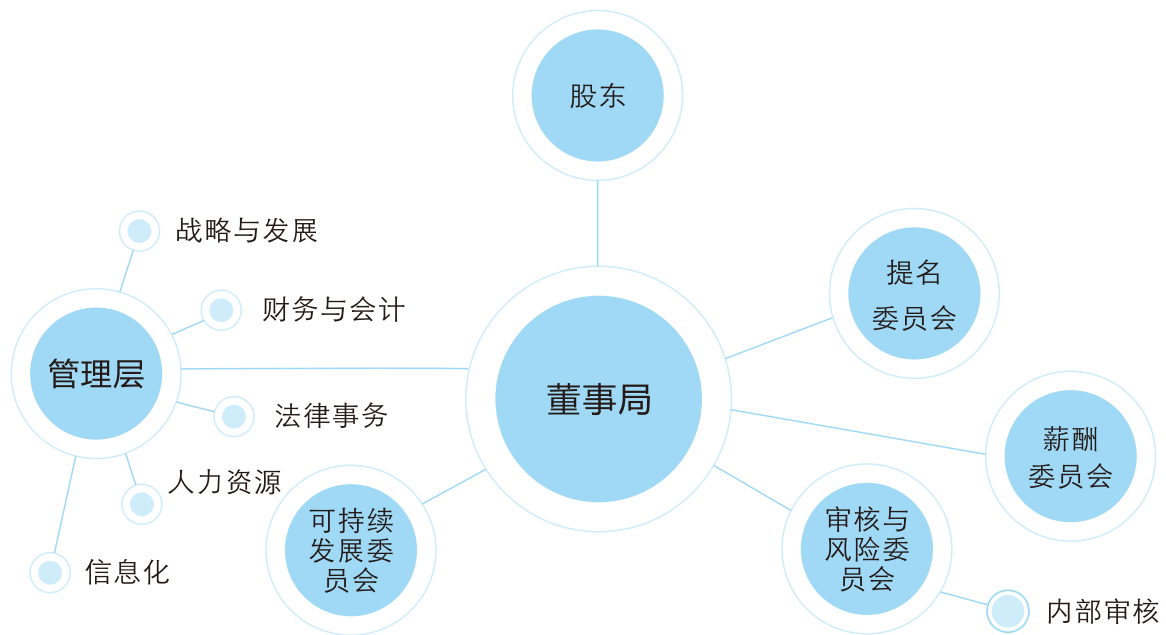 股东
战略与发展
提名
委员会
财务与会计
管理层
董事局
法律事务
薪酬
委员会
人力资源
可持续
发展委
员会
审核与
风险委
员会
信息化
内部审核